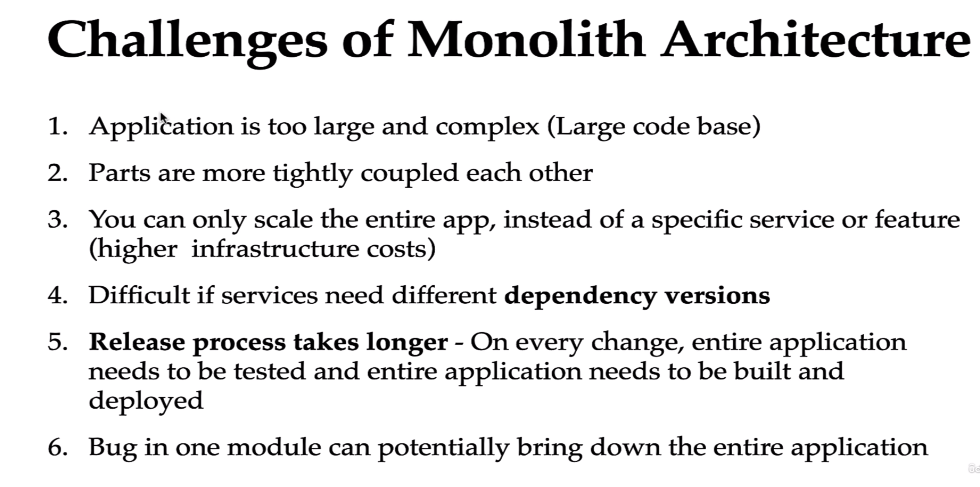 Challenges of Monolith Architecture
1. Application is too large and complex (Large code base)
2. Parts are more tightly coupled each other
3. You can only scale the entire app, instead of a specific service or feature
(higher infrastructure costs)
4. Difficult if services need different dependency versions
5. Release process takes longer - On every change, entire application
needs to be tested and entire application needs to be built and
deployed
6. Bug in one module can potentially bring down the entire application